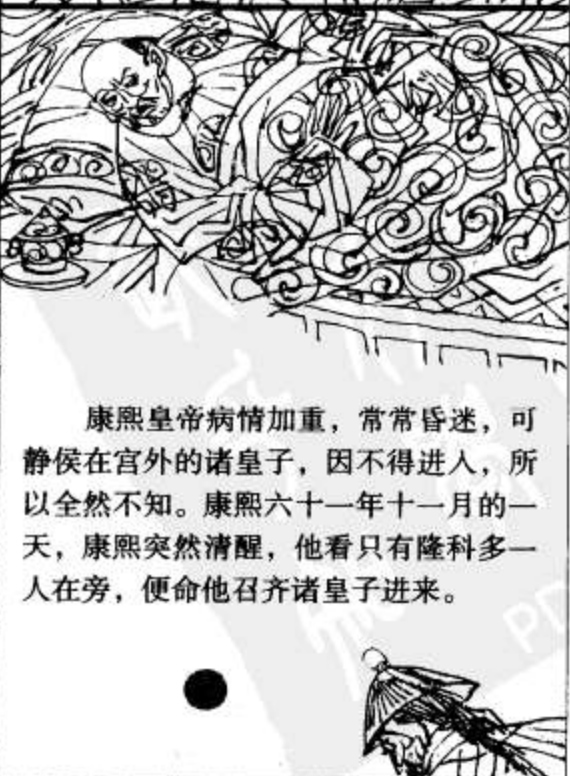 康熙皇帝病情加重，常常昏迷，可
静侯在宫外的诸皇子，因不得进入，所
以全然不知。康熙六十一年十一月的一
天，康熙突然清醒，他看只有隆科多一
人在旁，便命他召齐诸皇子进来。
PD